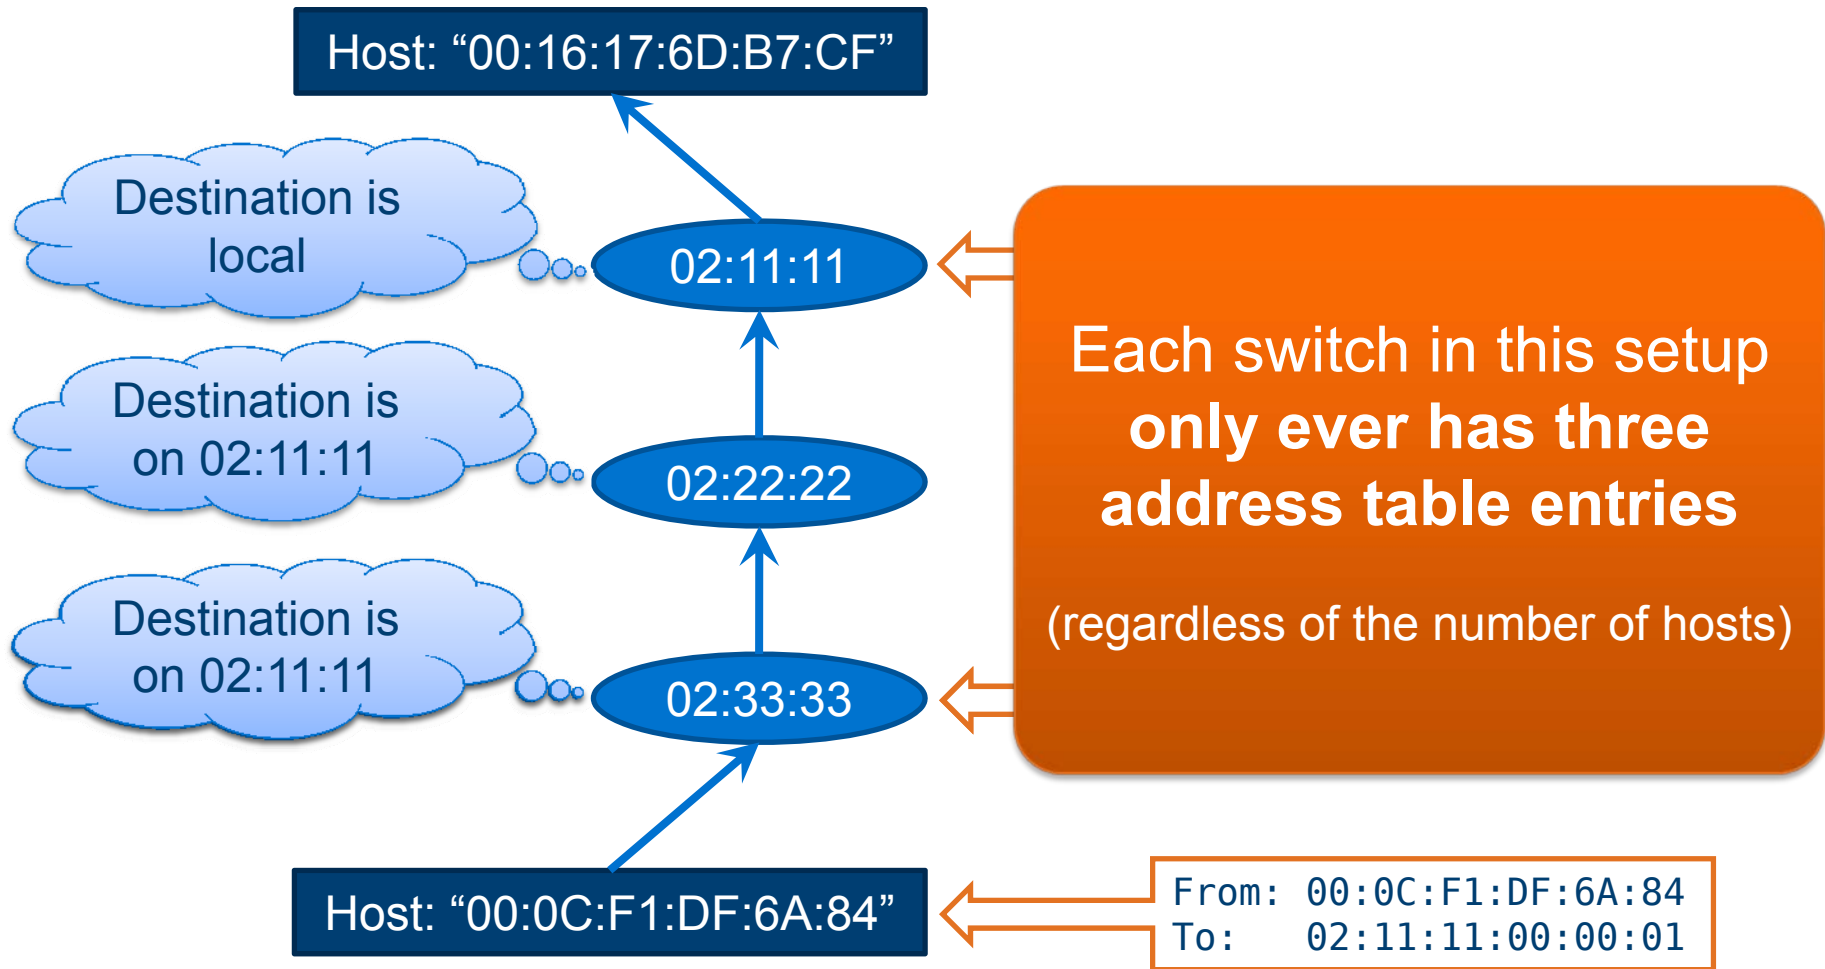 Host: “00:16:17:6D:B7:CF”
Destination is
local
02:11:11
Destination is
on 02:11:11
02:22:22
Destination is
on 02:11:11
02:33:33
Each switch in this setup
only ever has three
address table entries
(regardless of the number of hosts)
Host: “00:0C:F1:DF:6A:84”
From: 00:0C:F1:DF:6A:84
To: 02:11:11:00:00:01